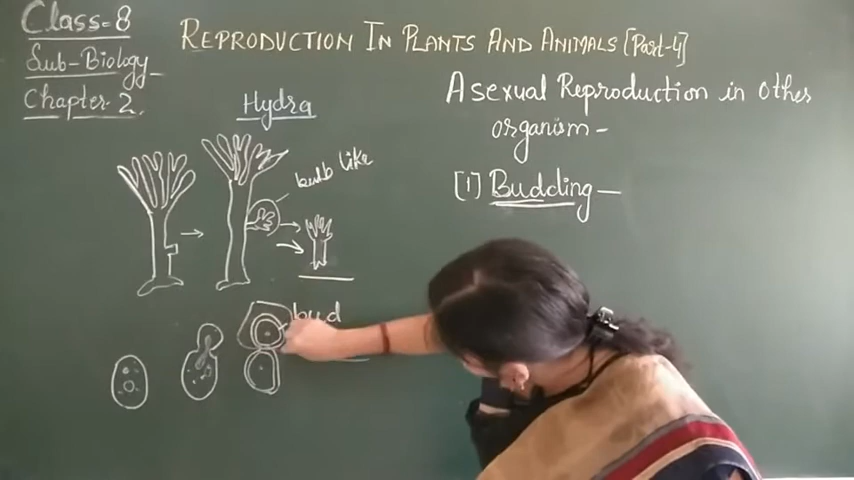 Class-8
Sub-Biology
Chapter-2.
REPRODUCTION IN PLANTS AND ANIMALS [Part-4]
Hydra
bulb like
bud
Asexual Reproduction in other
organism-
[1] Budding-